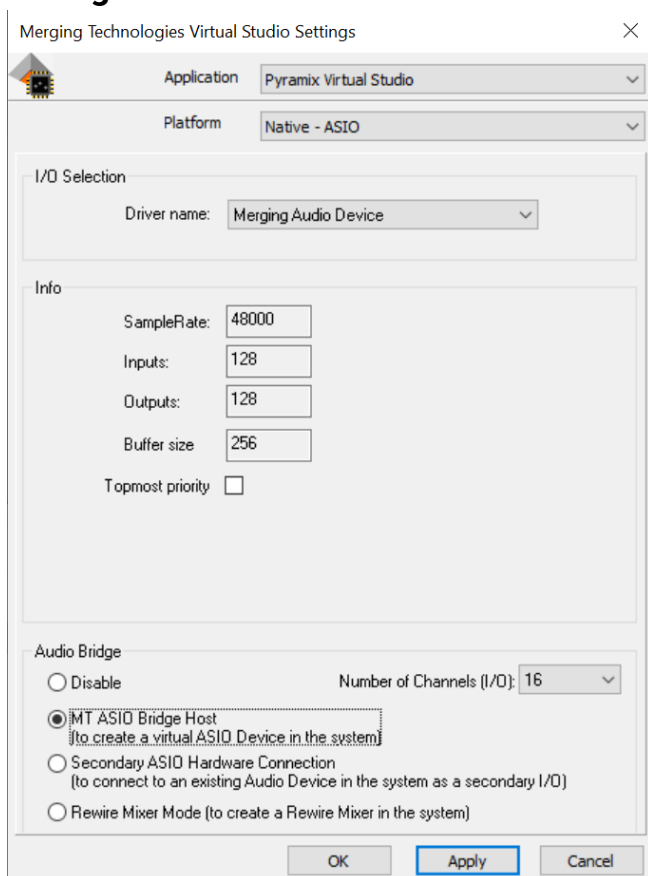 Merging Technologies Virtual Studio Settings
Application Pyramix Virtual Studio
Platform Native - ASIO
I/O Selection
Driver name: Merging Audio Device
Info
SampleRate: 48000
Inputs: 128
Outputs: 128
Buffer size 256
Topmost priority
Audio Bridge
Disable Number of Channels (I/O): 16
MT ASIO Bridge Host
(to create a virtual ASIO Device in the system)
Secondary ASIO Hardware Connection
(to connect to an existing Audio Device in the system as a secondary I/O)
Rewire Mixer Mode (to create a Rewire Mixer in the system)
OK Apply Cancel